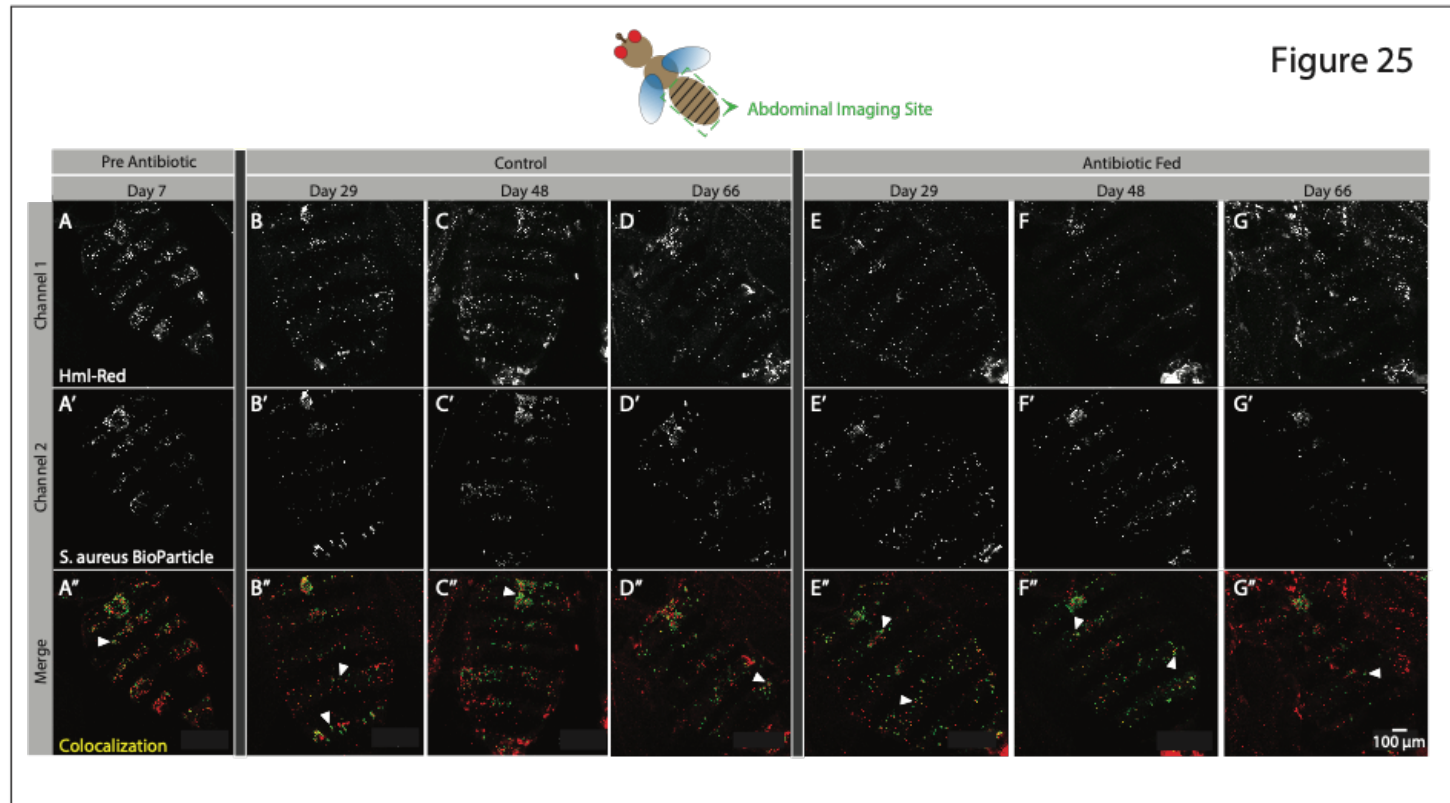 Figure 25
Abdominal Imaging Site
Pre Antibiotic Control Antibiotic Fed
Day 7 Day 29 Day 48 Day 66 Day 29 Day 48 Day 66
Channel 1
A B C D E F G
Hml-Red
Channel 2
A′ B′ C′ D′ E′ F′ G′
S. aureus BioParticle
Merge
A″ B″ C″ D″ E″ F″ G″
Colocalization
100 µm